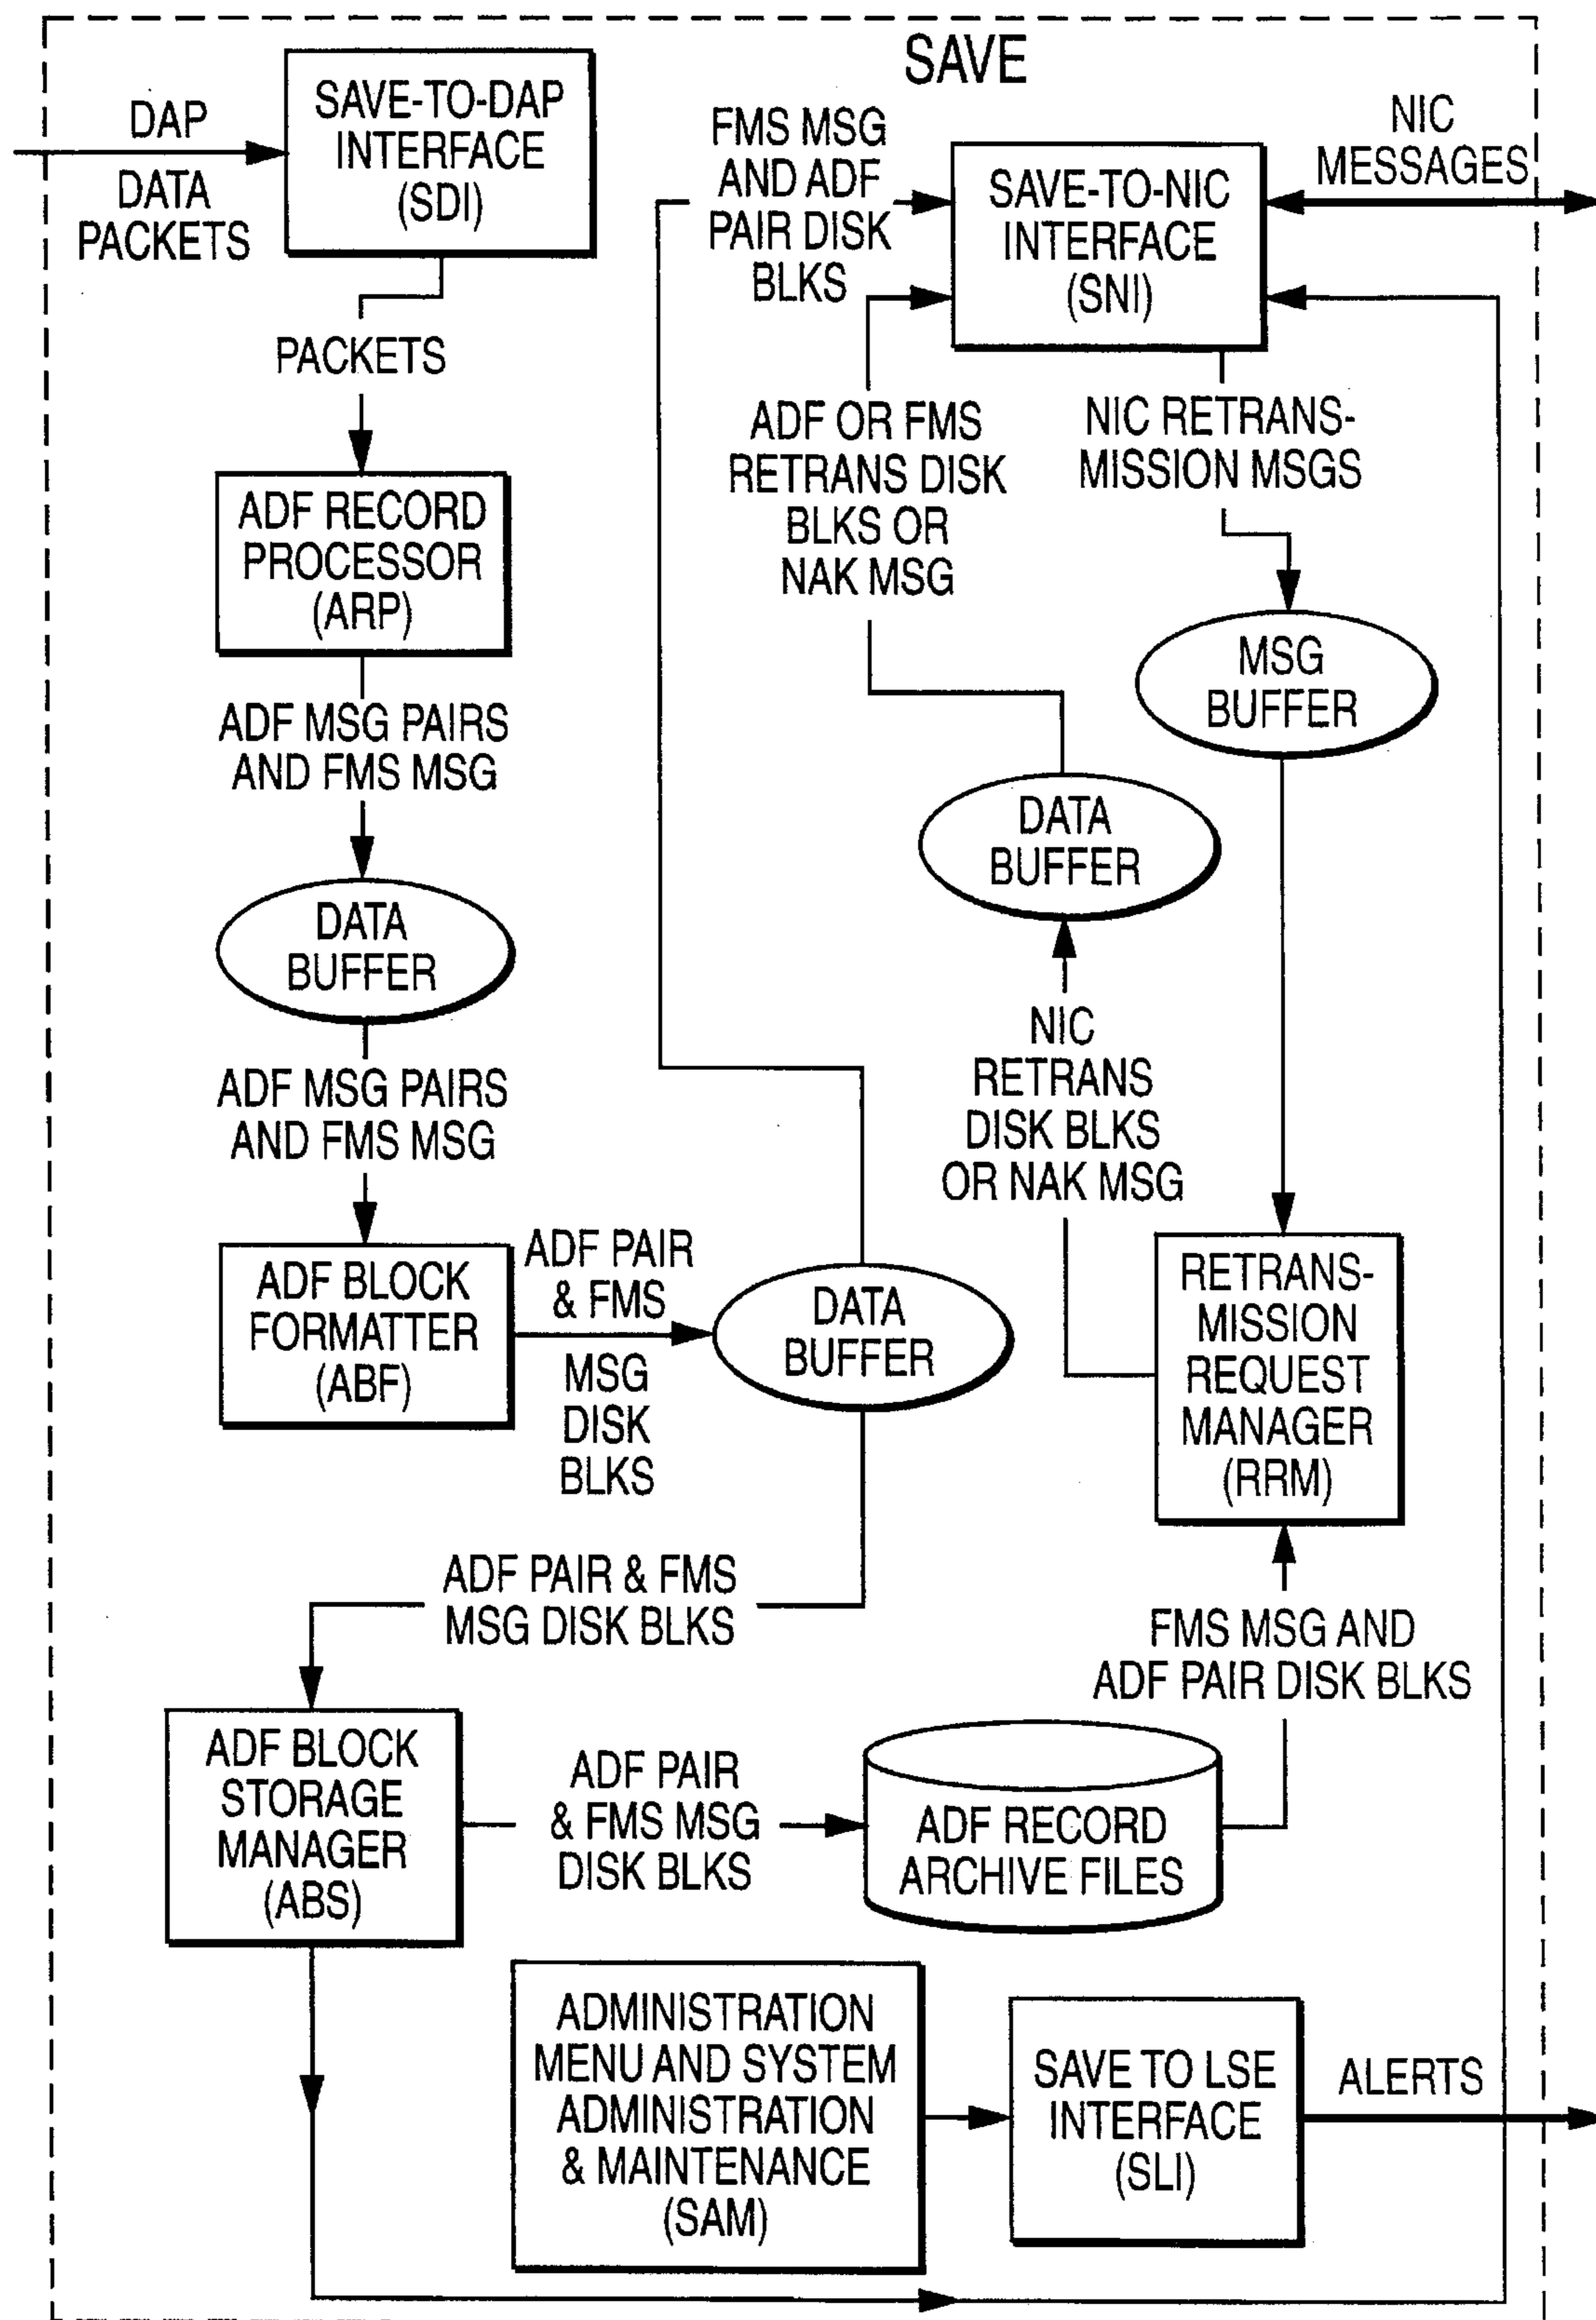 SAVE
DAP
DATA
PACKETS
SAVE-TO-DAP
INTERFACE
(SDI)
FMS MSG
AND ADF
PAIR DISK
BLKS
SAVE-TO-NIC
INTERFACE
(SNI)
NIC
MESSAGES
PACKETS
ADF OR FMS
RETRANS DISK
BLKS OR
NAK MSG
NIC RETRANS-
MISSION MSGS
ADF RECORD
PROCESSOR
(ARP)
MSG
BUFFER
ADF MSG PAIRS
AND FMS MSG
DATA
BUFFER
DATA
BUFFER
NIC
RETRANS
DISK BLKS
OR NAK MSG
ADF MSG PAIRS
AND FMS MSG
ADF BLOCK
FORMATTER
(ABF)
ADF PAIR
& FMS
MSG
DISK
BLKS
DATA
BUFFER
RETRANS-
MISSION
REQUEST
MANAGER
(RRM)
ADF PAIR & FMS
MSG DISK BLKS
FMS MSG AND
ADF PAIR DISK BLKS
ADF BLOCK
STORAGE
MANAGER
(ABS)
ADF PAIR
& FMS MSG
DISK BLKS
ADF RECORD
ARCHIVE FILES
ADMINISTRATION
MENU AND SYSTEM
ADMINISTRATION
& MAINTENANCE
(SAM)
SAVE TO LSE
INTERFACE
(SLI)
ALERTS